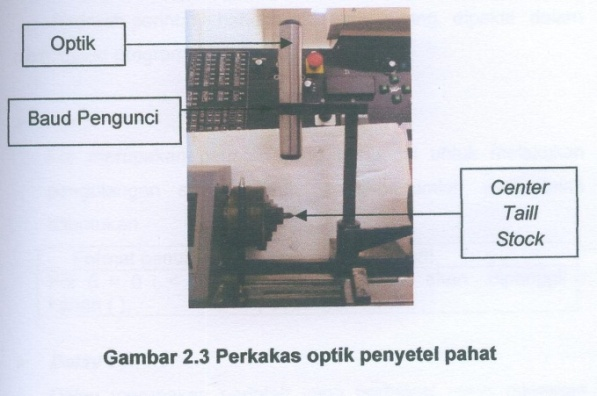 Optik
Baud Pengunci
Center
Taill
Stock
Gambar 2.3 Perkakas optik penyetel pahat